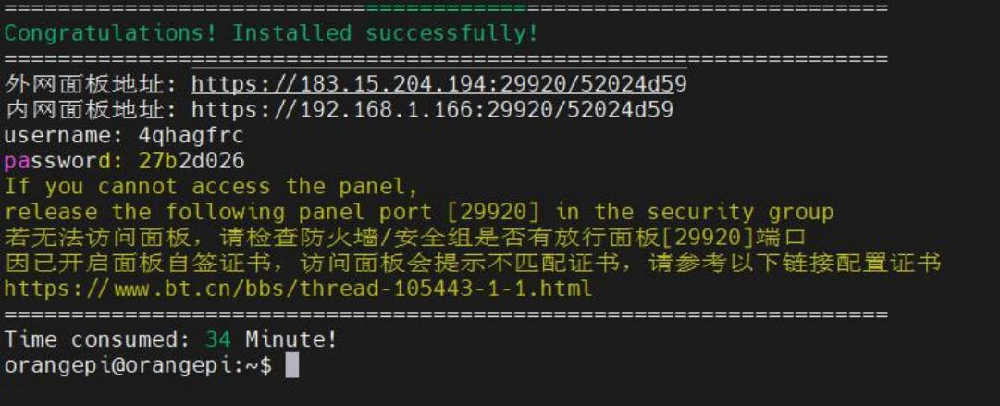 ==================================================================
Congratulations! Installed successfully!
==================================================================
外网面板地址: https://183.15.204.194:29920/52024d59
内网面板地址: https://192.168.1.166:29920/52024d59
username: 4qhagfrc
password: 27b2d026
If you cannot access the panel,
release the following panel port [29920] in the security group
若无法访问面板，请检查防火墙/安全组是否有放行面板[29920]端口
因已开启面板自签证书，访问面板会提示不匹配证书，请参考以下链接配置证书
https://www.bt.cn/bbs/thread-105443-1-1.html
==================================================================
Time consumed: 34 Minute!
orangepi@orangepi:~$